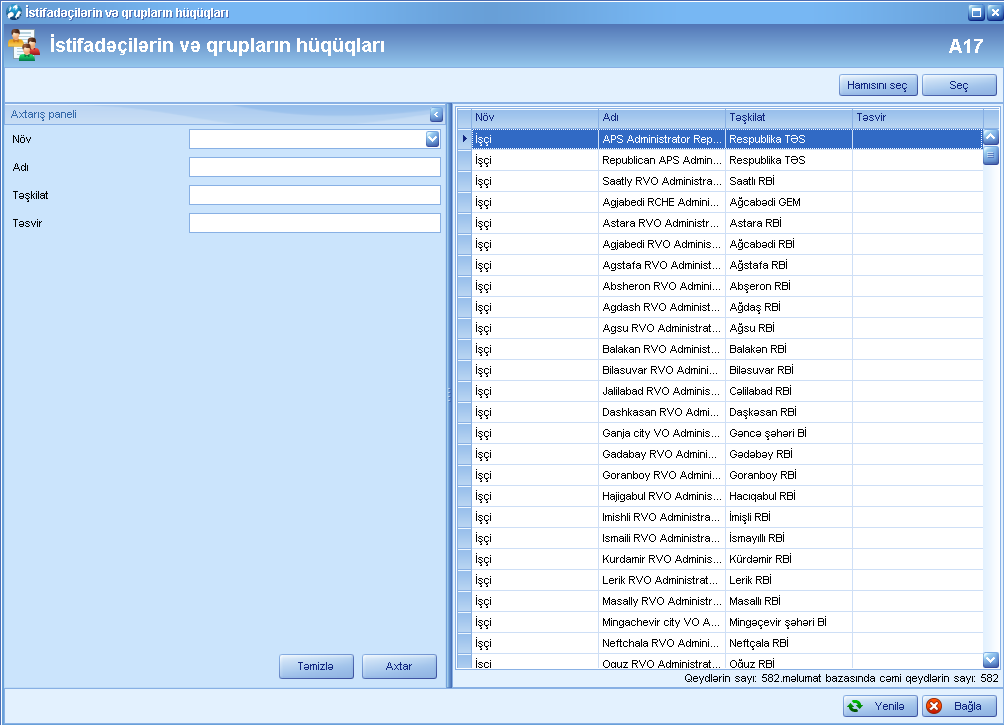 İstifadəçilərin və qrupların hüqüqları
İstifadəçilərin və qrupların hüqüqları A17
Hamısını seç Seç
Axtarış paneli
Növ
Adı
Təşkilat
Təsvir
Təmizlə Axtar
Növ Adı Təşkilat Təsvir
İşçi APS Administrator Rep... Respublika TƏS
İşçi Republican APS Admin... Respublika TƏS
İşçi Saatly RVO Administra... Saatlı RBİ
İşçi Agjabedi RCHE Admini... Ağcabədi GEM
İşçi Astara RVO Administr... Astara RBİ
İşçi Agjabedi RVO Adminis... Ağcabədi RBİ
İşçi Agstafa RVO Administ... Ağstafa RBİ
İşçi Absheron RVO Admini... Abşeron RBİ
İşçi Agdash RVO Administ... Ağdaş RBİ
İşçi Agsu RVO Administrat... Ağsu RBİ
İşçi Balakan RVO Administ... Balakən RBİ
İşçi Bilasuvar RVO Admini... Biləsuvar RBİ
İşçi Jalilabad RVO Adminis... Cəlilabad RBİ
İşçi Dashkasan RVO Admi... Daşkəsən RBİ
İşçi Ganja city VO Adminis... Gəncə şəhəri Bİ
İşçi Gadabay RVO Admini... Gədəbəy RBİ
İşçi Goranboy RVO Admini... Goranboy RBİ
İşçi Hajigabul RVO Adminis... Hacıqabul RBİ
İşçi Imishli RVO Administra... İmişli RBİ
İşçi Ismaili RVO Administra... İsmayıllı RBİ
İşçi Kurdamir RVO Adminis... Kürdəmir RBİ
İşçi Lerik RVO Administrat... Lerik RBİ
İşçi Masally RVO Administr... Masallı RBİ
İşçi Mingachevir city VO A... Mingəçevir şəhəri Bİ
İşçi Neftchala RVO Admini... Neftçala RBİ
İşçi Oguz RVO Administrat... Oğuz RBİ
Qeydlərin sayı: 582.məlumat bazasında cəmi qeydlərin sayı: 582
Yenilə Bağla